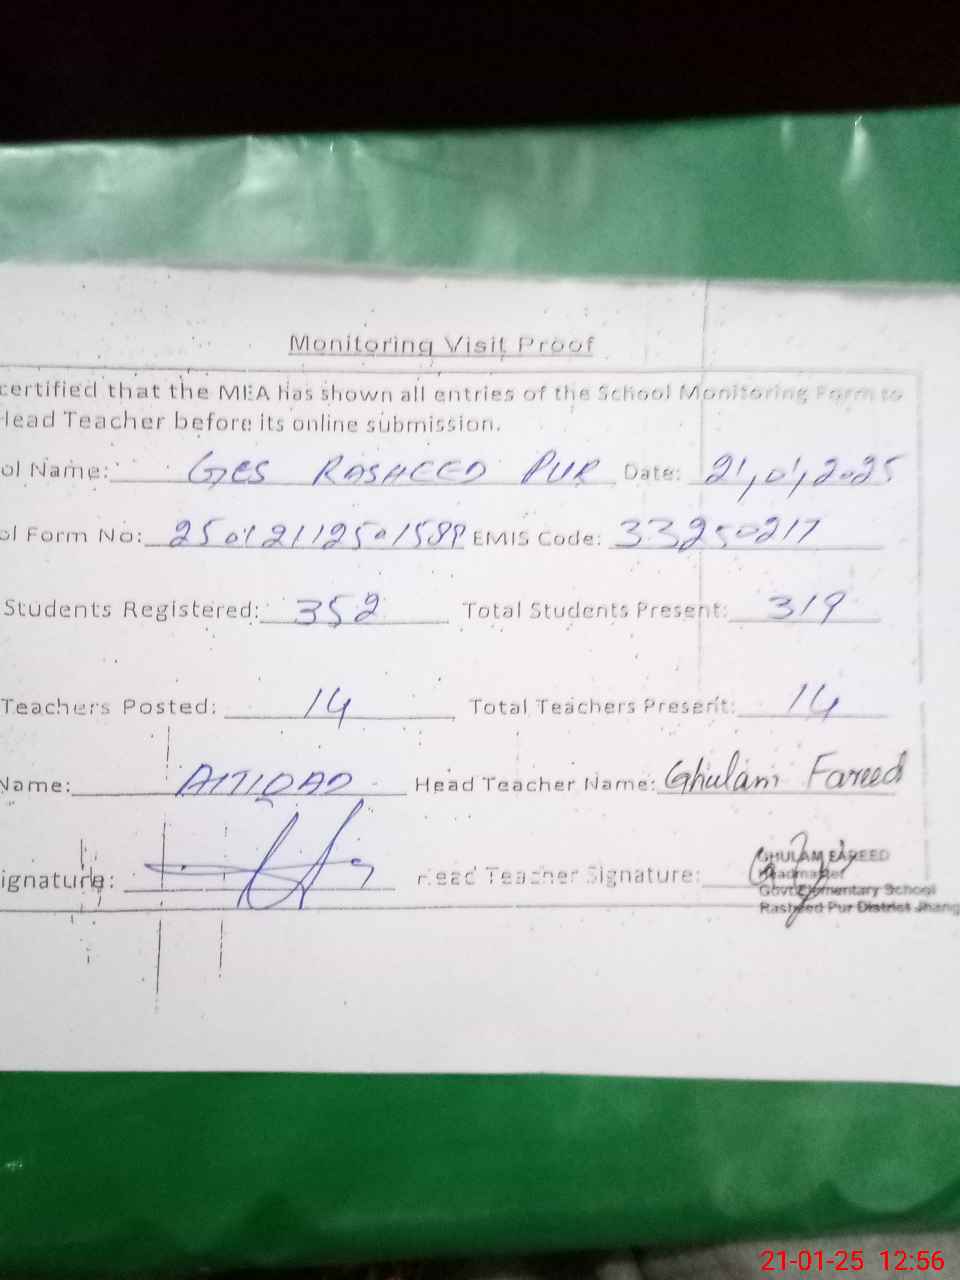 Monitoring Visit Proof
certified that the MEA has shown all entries of the School Monitoring Form to
Head Teacher before its online submission.
ol Name: GES RASHEED PUR Date: 21,01,2025
ol Form No: EMIS Code: 33250217
Students Registered: 352 Total Students Present: 319
Teachers Posted: 14 Total Teachers Present: 14
Name: Head Teacher Name: Ghulam Fareed
ignature: Head Teacher Signature:
GHULAM FAREED
Headmaster
Govt Elementary School
Rasheed Pur District Jhang
21-01-25 12:56